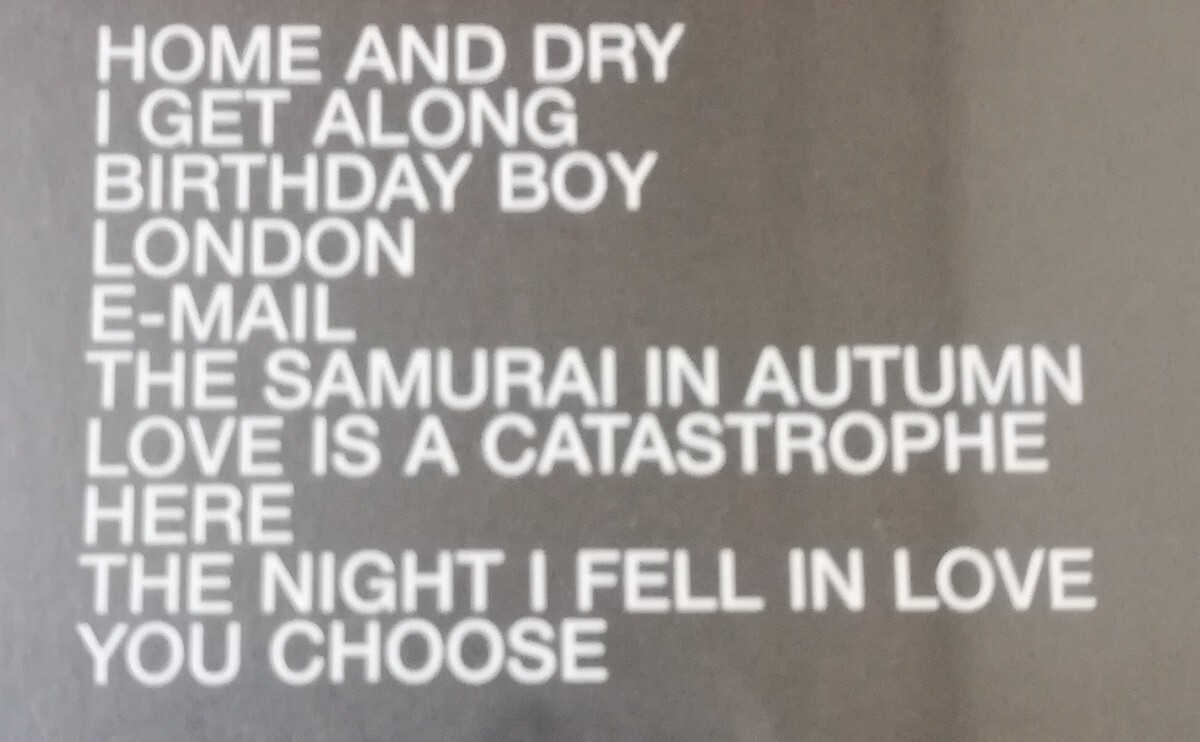 HOME AND DRY
I GET ALONG
BIRTHDAY BOY
LONDON
E-MAIL
THE SAMURAI IN AUTUMN
LOVE IS A CATASTROPHE
HERE
THE NIGHT I FELL IN LOVE
YOU CHOOSE